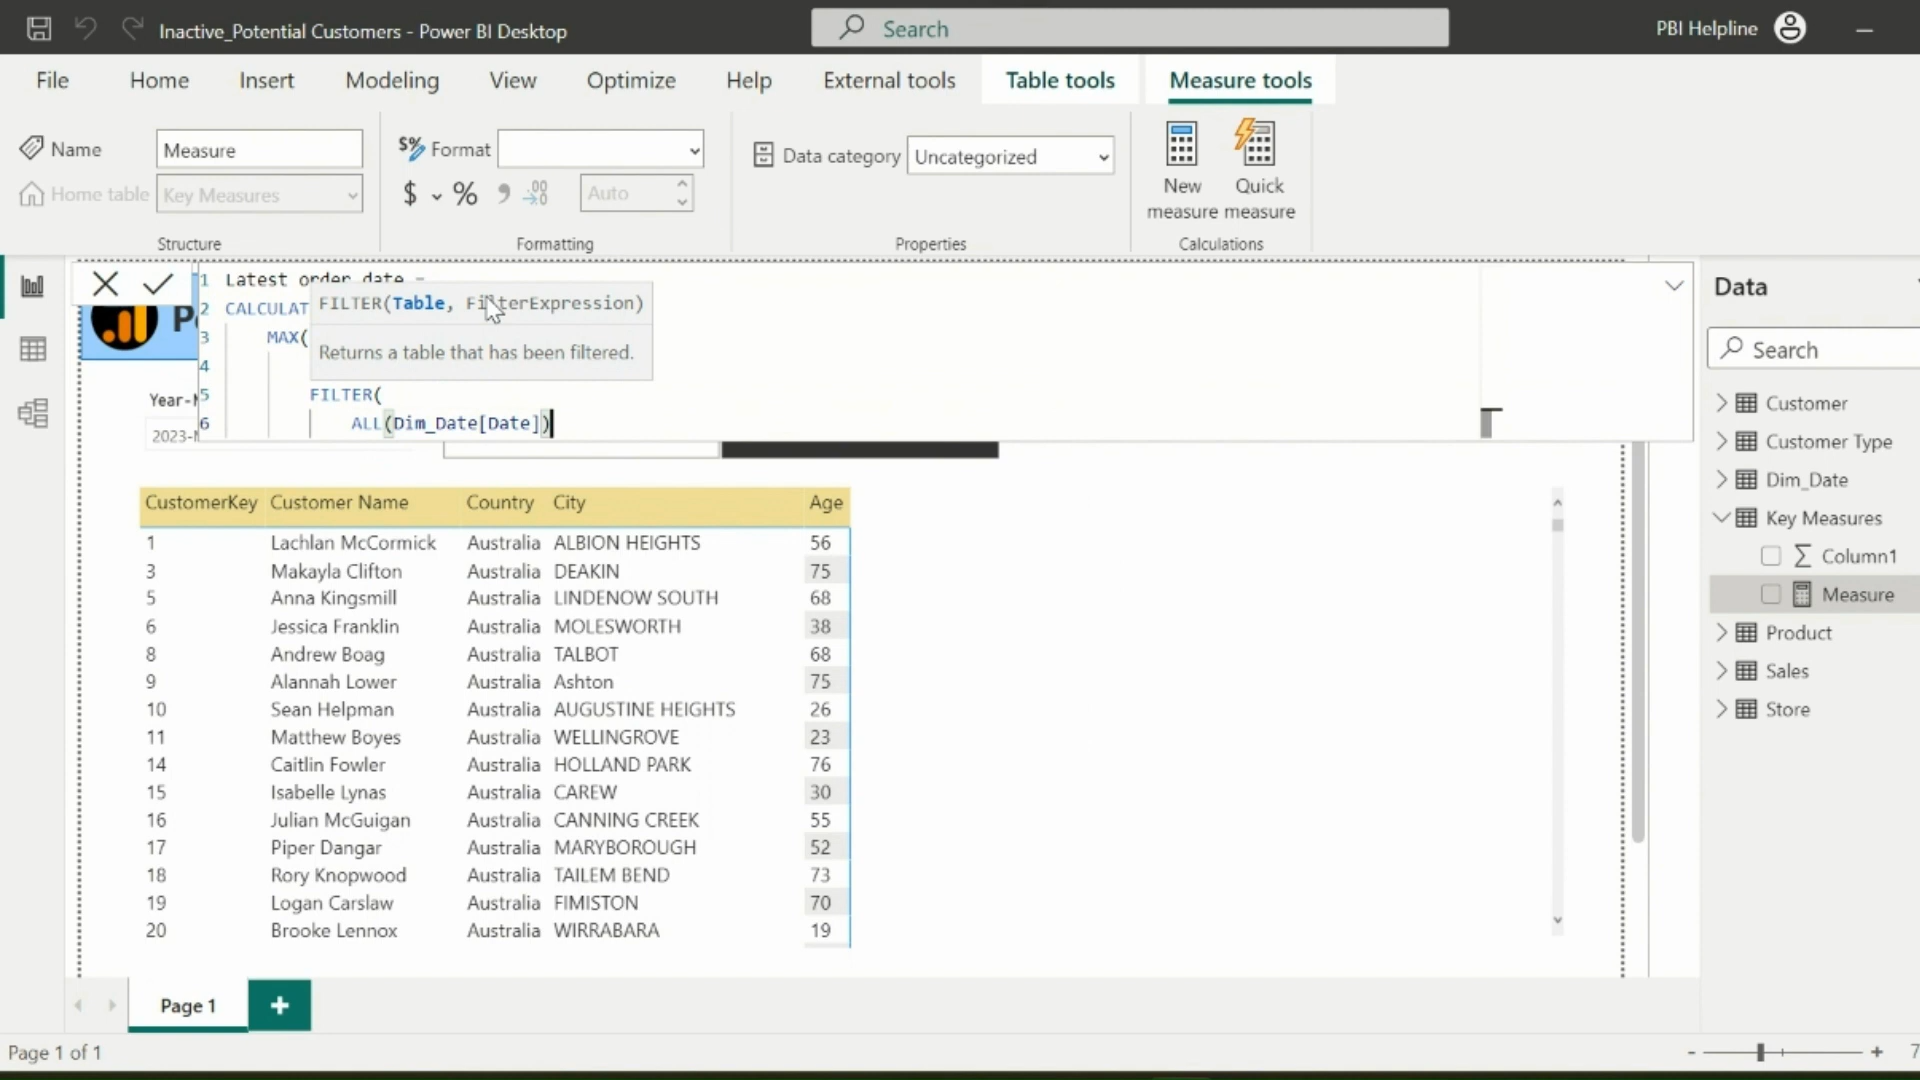 Inactive_Potential Customers - Power BI Desktop
Search
PBI Helpline
File Home Insert Modeling View Optimize Help External tools Table tools Measure tools
Name Measure
Home table Key Measures
Structure
$% Format
$ % 9 .00 Auto
Formatting
Data category Uncategorized
Properties
New measure
Quick measure
Calculations
1 Latest order date =
2 CALCULAT
3 MAX(
4
5 FILTER(
6 ALL(Dim_Date[Date])
FILTER(Table, FilterExpression)
Returns a table that has been filtered.
Year-
2023-
CustomerKey Customer Name Country City Age
1 Lachlan McCormick Australia ALBION HEIGHTS 56
3 Makayla Clifton Australia DEAKIN 75
5 Anna Kingsmill Australia LINDENOW SOUTH 68
6 Jessica Franklin Australia MOLESWORTH 38
8 Andrew Boag Australia TALBOT 68
9 Alannah Lower Australia Ashton 75
10 Sean Helpman Australia AUGUSTINE HEIGHTS 26
11 Matthew Boyes Australia WELLINGROVE 23
14 Caitlin Fowler Australia HOLLAND PARK 76
15 Isabelle Lynas Australia CAREW 30
16 Julian McGuigan Australia CANNING CREEK 55
17 Piper Dangar Australia MARYBOROUGH 52
18 Rory Knopwood Australia TAILEM BEND 73
19 Logan Carslaw Australia FIMISTON 70
20 Brooke Lennox Australia WIRRABARA 19
Data
Search
Customer
Customer Type
Dim_Date
Key Measures
Column1
Measure
Product
Sales
Store
Page 1
Page 1 of 1
- + 7